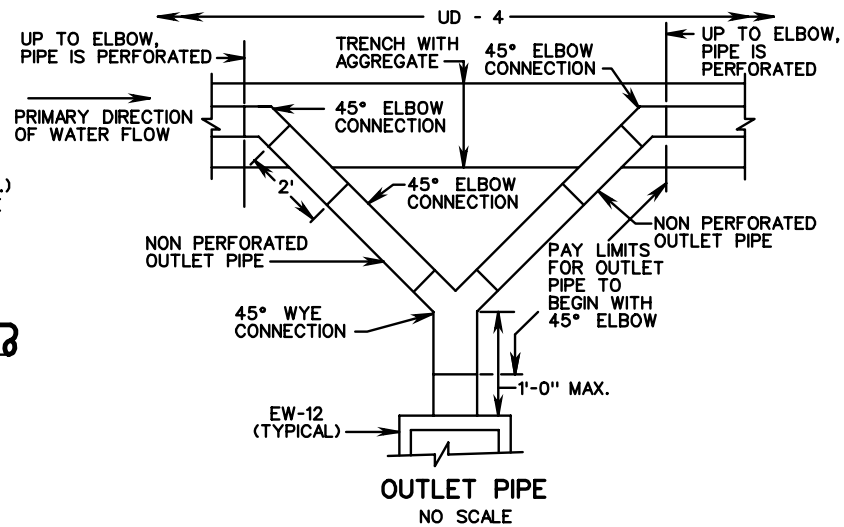 UD - 4
UP TO ELBOW,
PIPE IS PERFORATED
TRENCH WITH
AGGREGATE
45° ELBOW
CONNECTION
UP TO ELBOW,
PIPE IS
PERFORATED
PRIMARY DIRECTION
OF WATER FLOW
45° ELBOW
CONNECTION
2'
45° ELBOW
CONNECTION
NON PERFORATED
OUTLET PIPE
NON PERFORATED
OUTLET PIPE
PAY LIMITS
FOR OUTLET
PIPE TO
BEGIN WITH
45° ELBOW
45° WYE
CONNECTION
1'-0" MAX.
EW-12
(TYPICAL)
OUTLET PIPE
NO SCALE